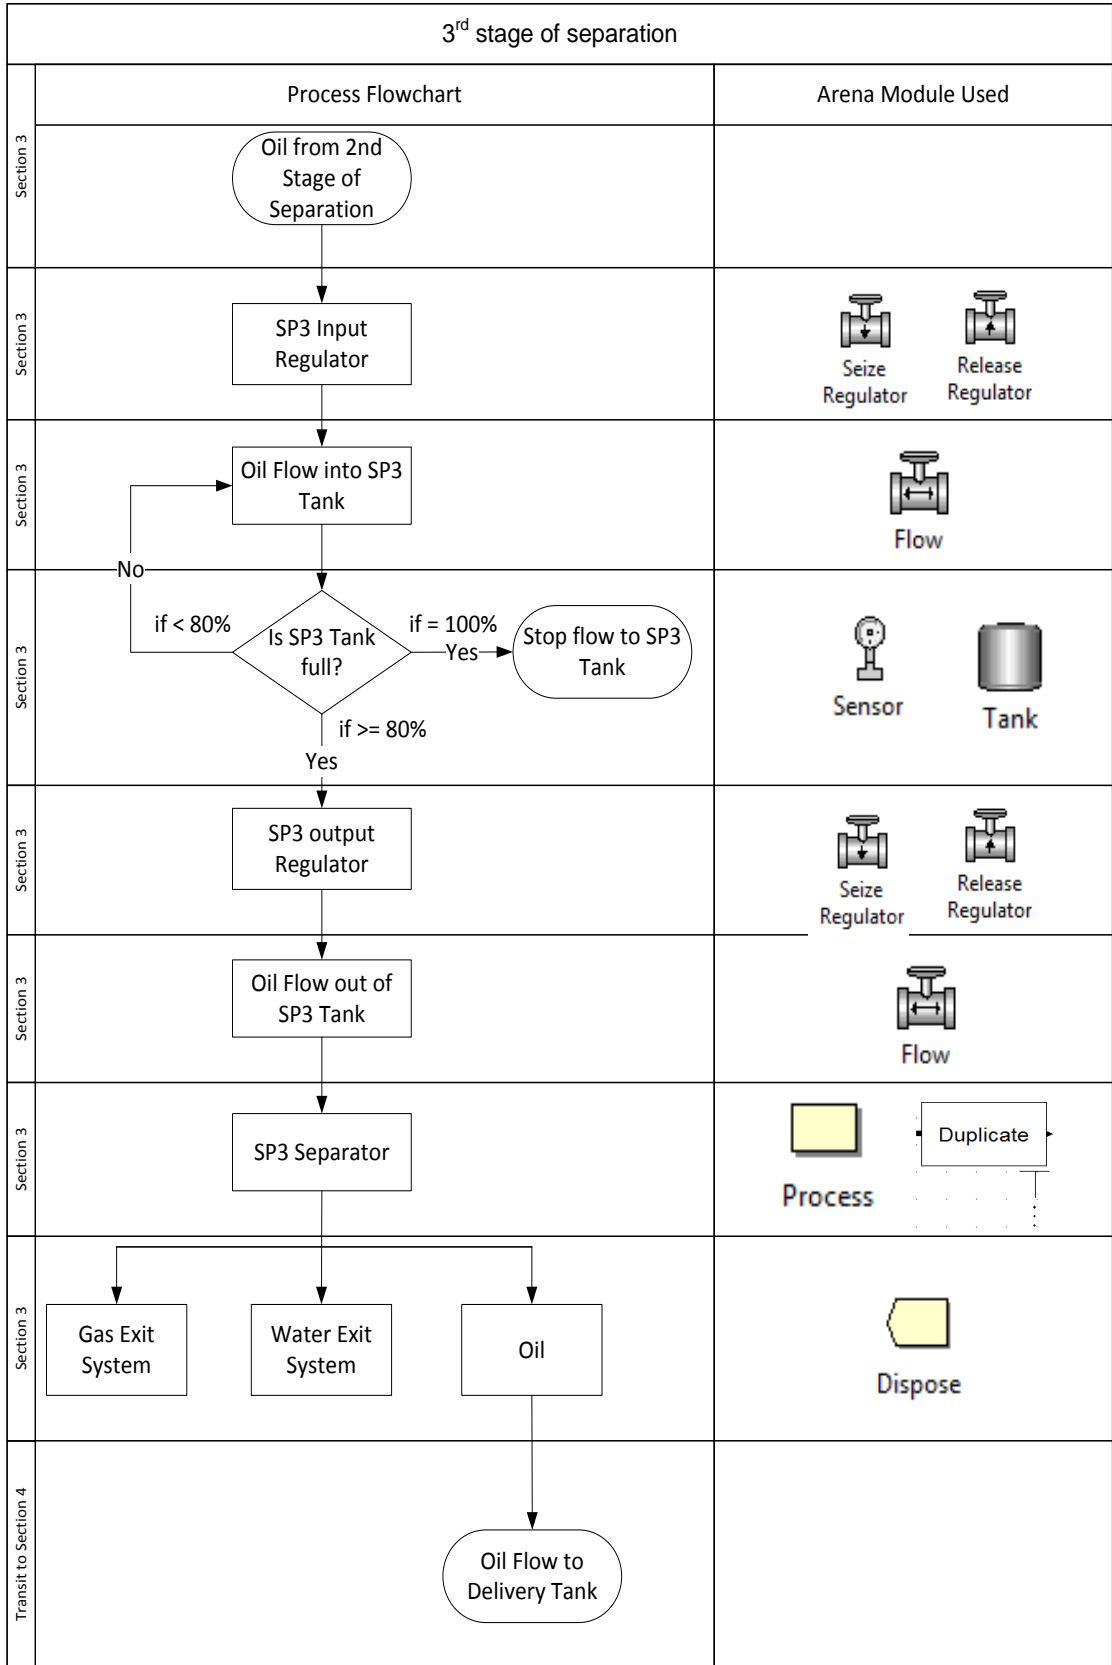 3rd stage of separation
Process Flowchart
Arena Module Used
Section 3
Oil from 2nd
Stage of
Separation
Section 3
SP3 Input
Regulator
Seize
Regulator
Release
Regulator
Section 3
Oil Flow into SP3
Tank
Flow
No
Section 3
if < 80%
Is SP3 Tank
full?
if = 100%
Yes
Stop flow to SP3
Tank
if >= 80%
Yes
Sensor
Tank
Section 3
SP3 output
Regulator
Seize
Regulator
Release
Regulator
Section 3
Oil Flow out of
SP3 Tank
Flow
Section 3
SP3 Separator
Process
Duplicate
Section 3
Gas Exit
System
Water Exit
System
Oil
Dispose
Transit to Section 4
Oil Flow to
Delivery Tank